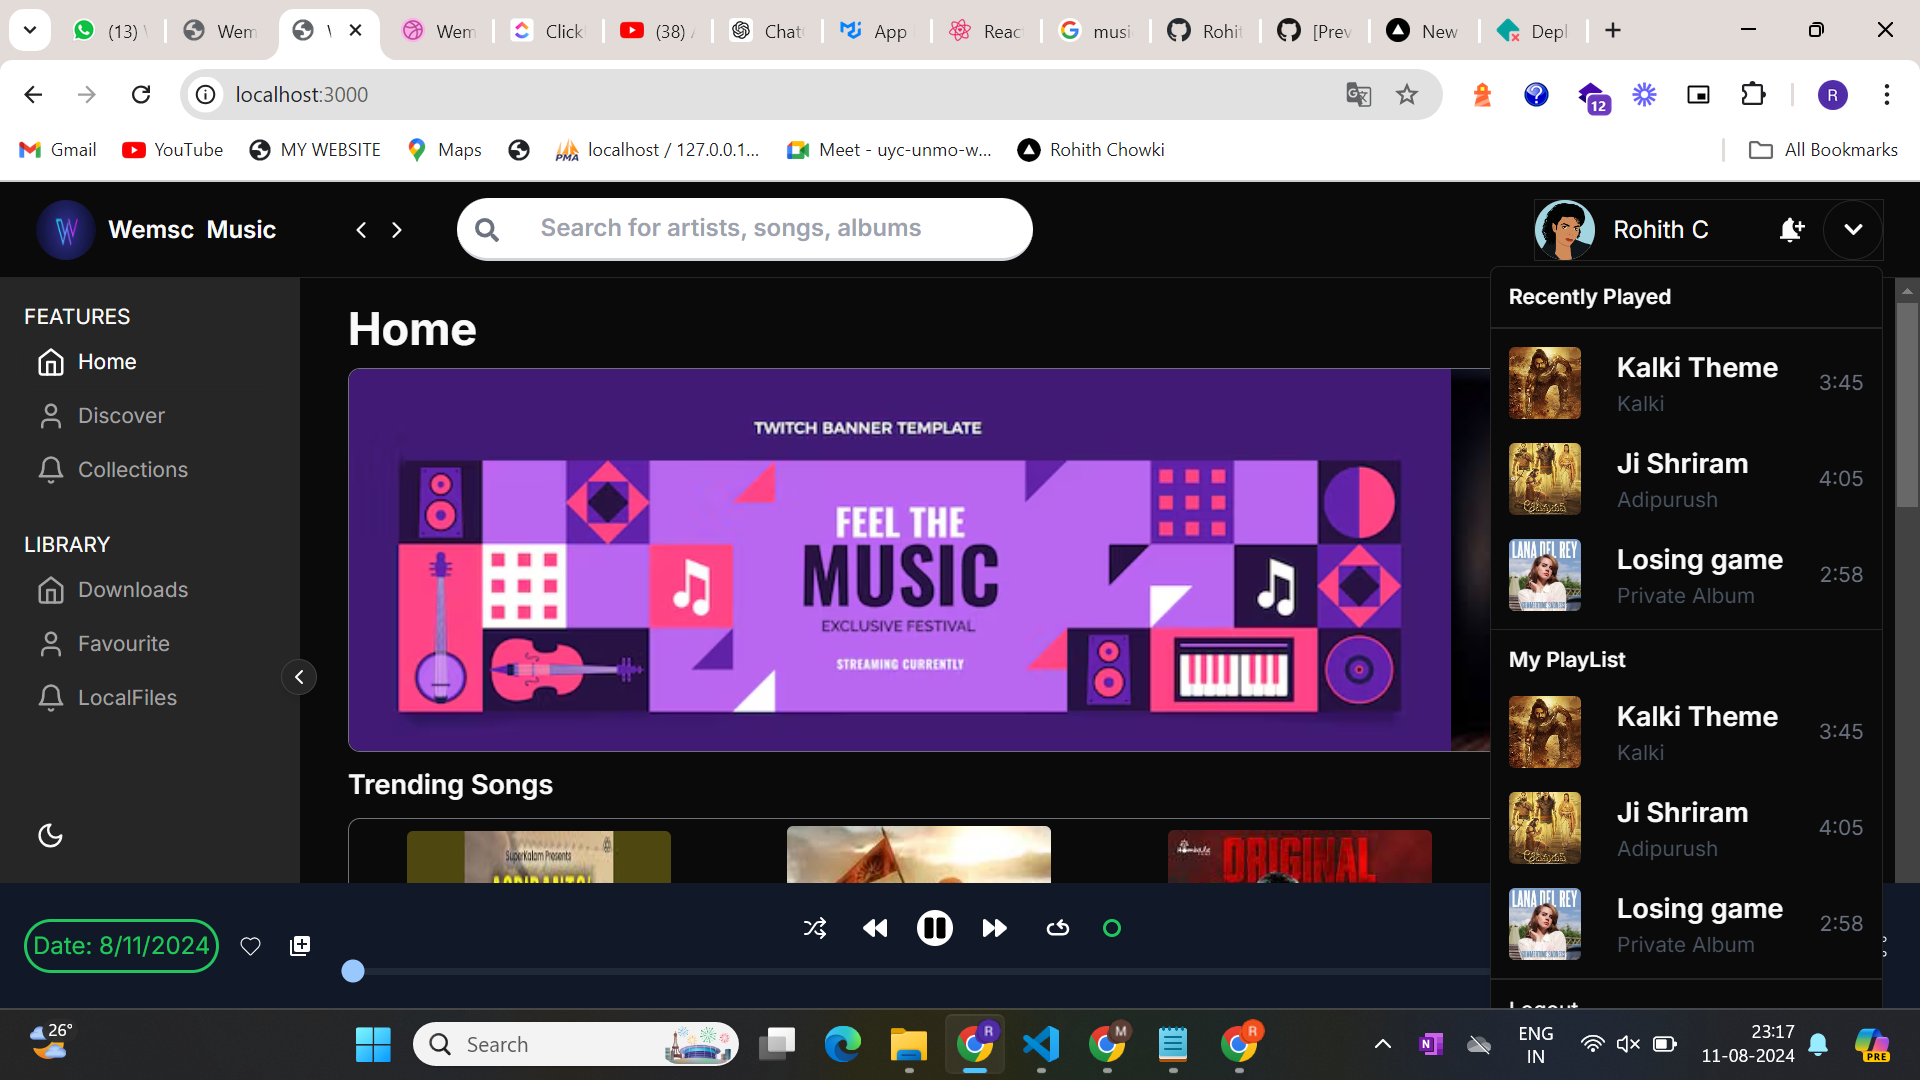 (13)
Wem
Wem
Click
(38)
Chat
App
Reac
musi
Rohit
[Prev
New
Depl
localhost:3000
12
R
Gmail
YouTube
MY WEBSITE
Maps
localhost / 127.0.0.1...
Meet - uyc-unmo-w...
Rohith Chowki
All Bookmarks
Wemsc Music
Search for artists, songs, albums
Rohith C
FEATURES
Home
Discover
Collections
LIBRARY
Downloads
Favourite
LocalFiles
Home
TWITCH BANNER TEMPLATE
FEEL THE
MUSIC
EXCLUSIVE FESTIVAL
STREAMING CURRENTLY
Trending Songs
SuperKalam Presents
ORIGINAL
Recently Played
Kalki Theme
Kalki
3:45
Ji Shriram
Adipurush
4:05
LANA DEL REY
Losing game
Private Album
2:58
My PlayList
Kalki Theme
Kalki
3:45
Ji Shriram
Adipurush
4:05
LANA DEL REY
Losing game
Private Album
2:58
Logout
Date: 8/11/2024
26°
Search
R
M
R
ENG
IN
23:17
11-08-2024
PRE